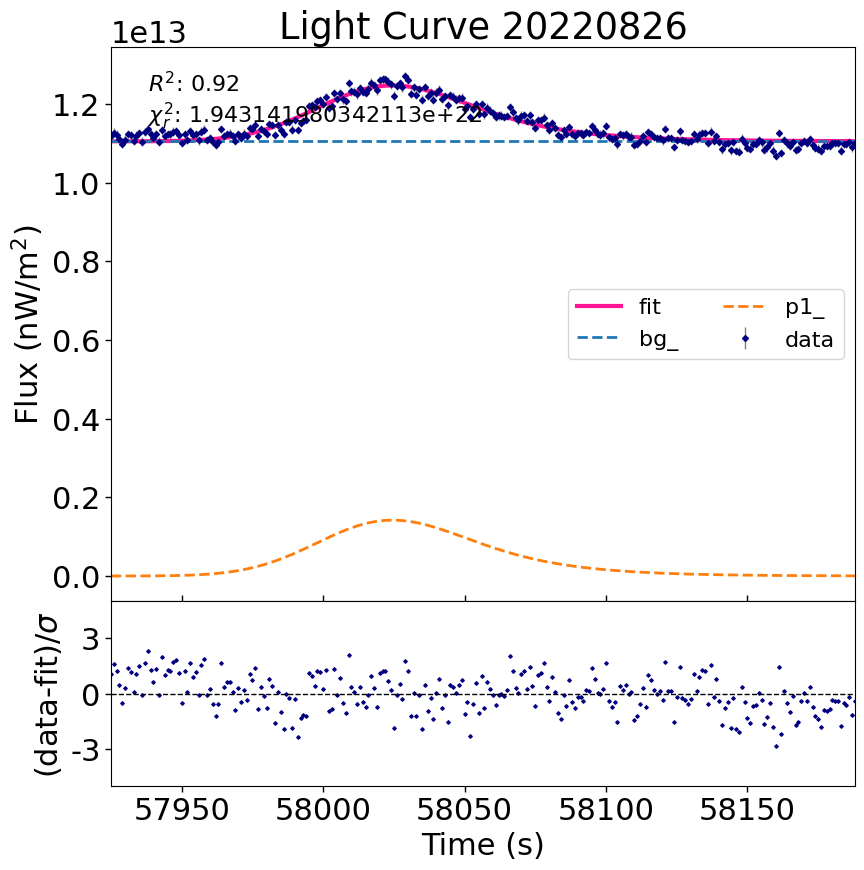 Light Curve 20220826
1e13
R²: 0.92
χ²ᵣ: 1.943141980342113e+22
1.2
1.0
0.8
0.6
0.4
0.2
0.0
Flux (nW/m²)
fit
bg_
p1_
data
3
0
-3
(data-fit)/σ
57950 58000 58050 58100 58150
Time (s)